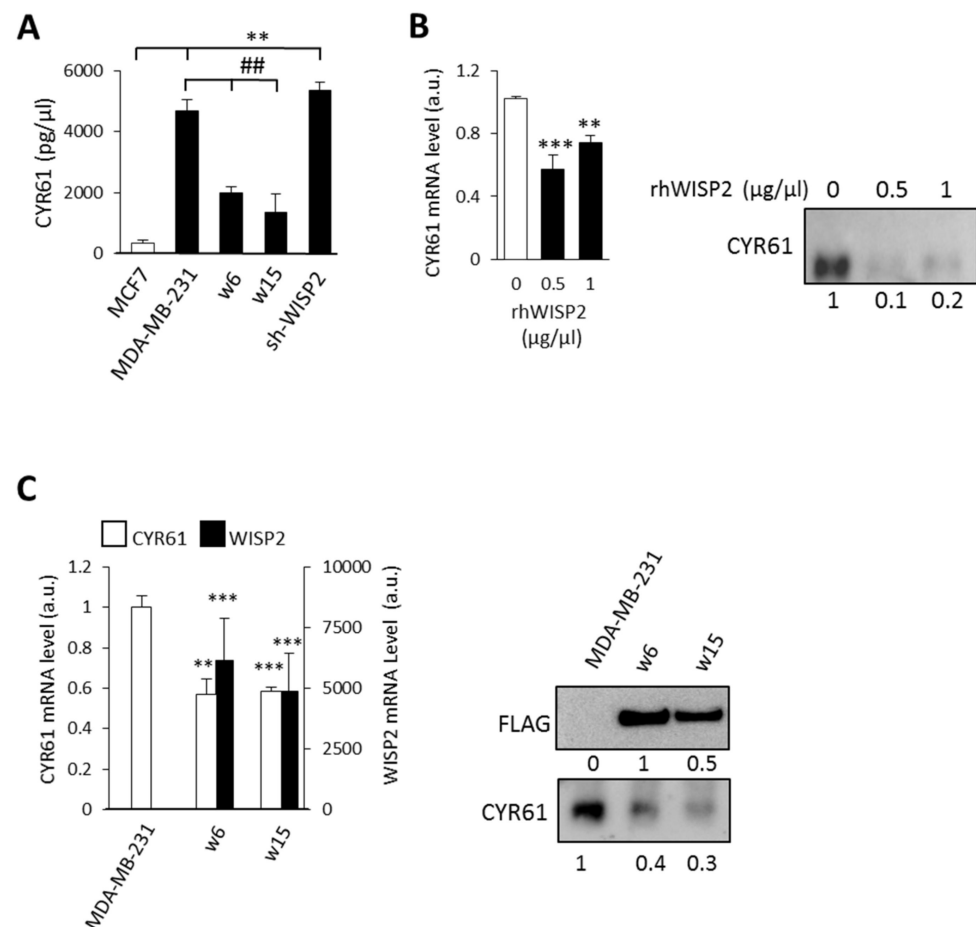 A
**
##
CYR61 (pg/µl)
6000
4000
2000
0
MCF7
MDA-MB-231
w6
w15
sh-WISP2
B
CYR61 mRNA level (a.u.)
1.2
0.8
0.4
0
***
**
0 0.5 1
rhWISP2
(µg/µl)
rhWISP2 (µg/µl) 0 0.5 1
CYR61
1 0.1 0.2
C
CYR61 WISP2
CYR61 mRNA level (a.u.)
1.2
1
0.8
0.6
0.4
0.2
0
** *** *** ***
10000
7500
5000
2500
0
WISP2 mRNA Level (a.u.)
MDA-MB-231
w6
w15
MDA-MB-231
w6
w15
FLAG
0 1 0.5
CYR61
1 0.4 0.3